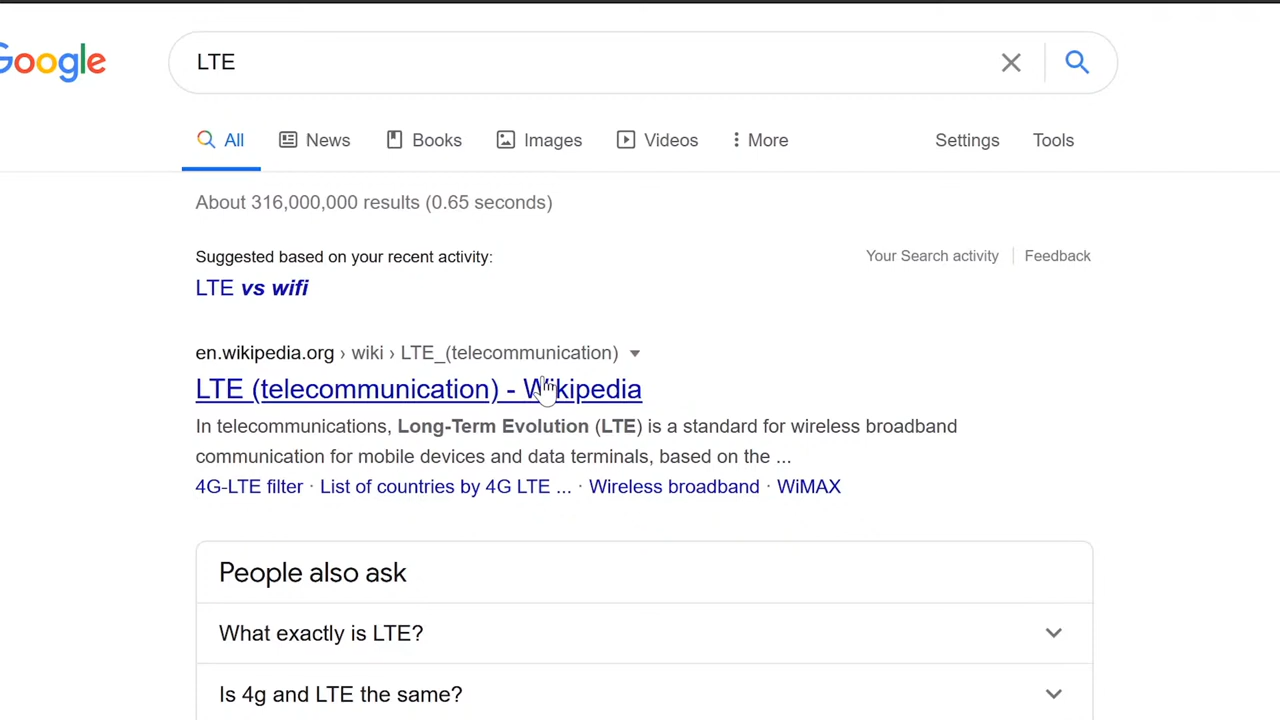 Google
LTE
All News Books Images Videos More Settings Tools
About 316,000,000 results (0.65 seconds)
Suggested based on your recent activity: Your Search activity Feedback
LTE vs wifi
en.wikipedia.org › wiki › LTE_(telecommunication)
LTE (telecommunication) - Wikipedia
In telecommunications, Long-Term Evolution (LTE) is a standard for wireless broadband
communication for mobile devices and data terminals, based on the ...
4G-LTE filter · List of countries by 4G LTE ... · Wireless broadband · WiMAX
People also ask
What exactly is LTE?
Is 4g and LTE the same?